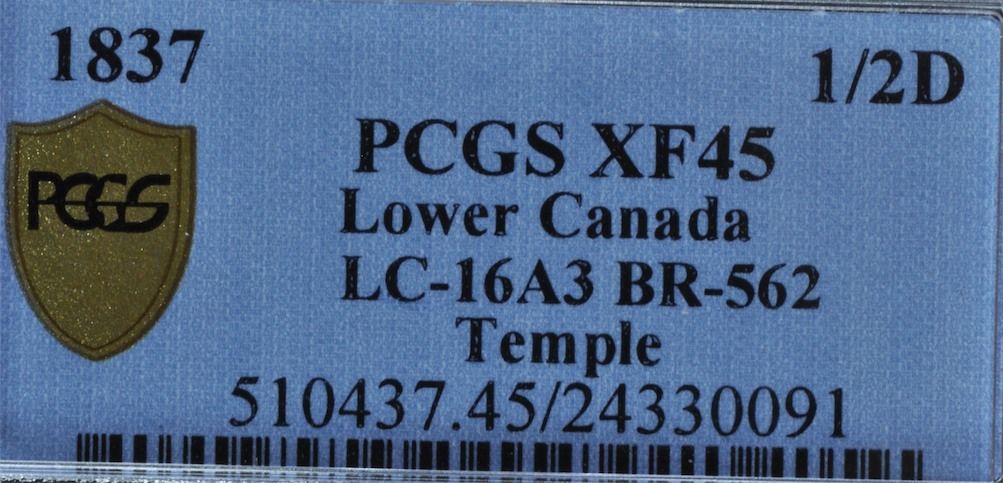 1837
1/2D
PCGS
PCGS XF45
Lower Canada
LC-16A3 BR-562
Temple
510437.45/24330091